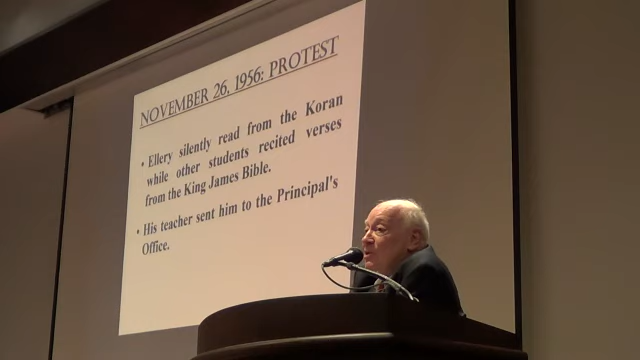 NOVEMBER 26, 1956: PROTEST
• Ellery silently read from the Koran
while other students recited verses
from the King James Bible.
• His teacher sent him to the Principal's
Office.